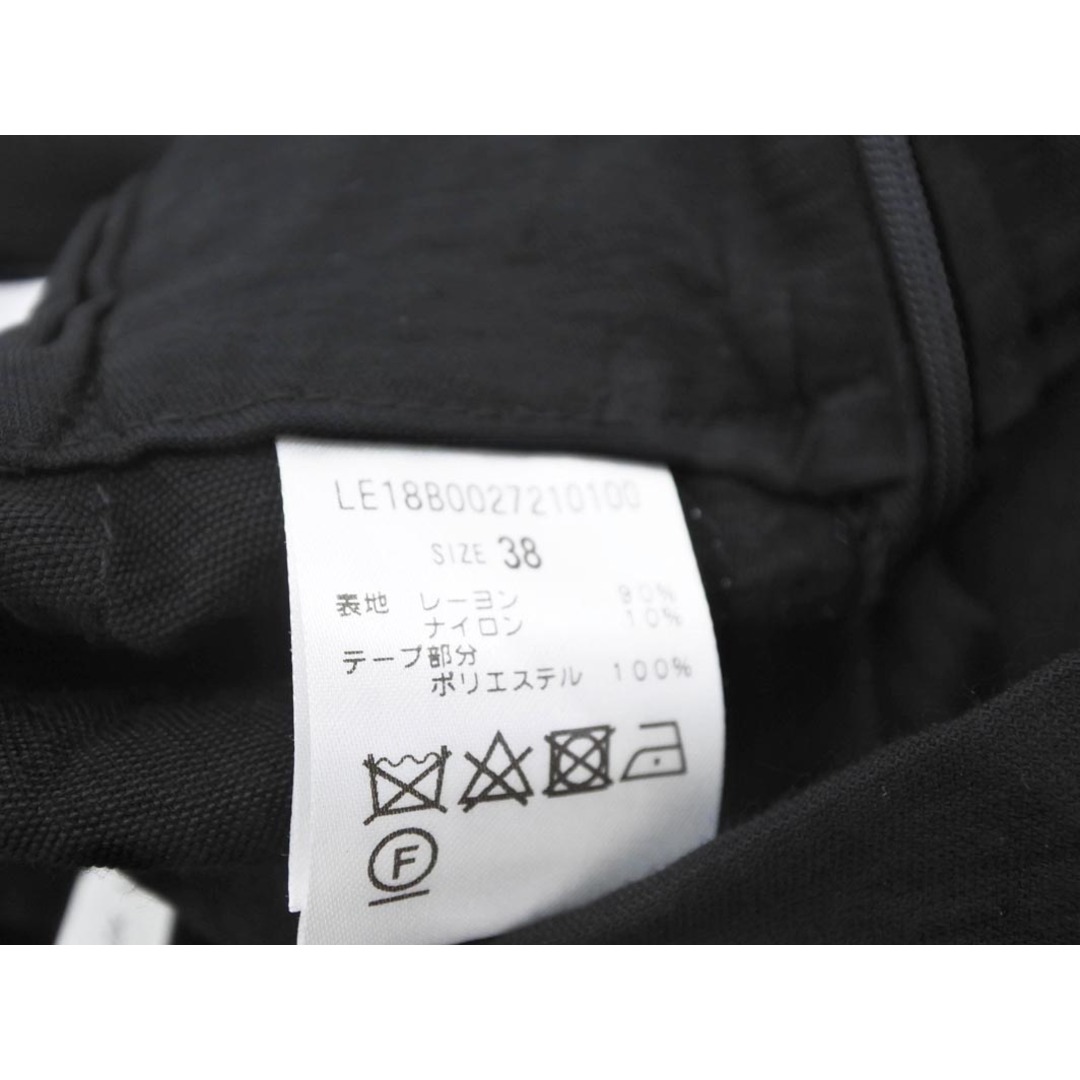 LE18B0027210100
SIZE 38
表地 レーヨン 90%
ナイロン 10%
テープ部分
ポリエステル 100%
F